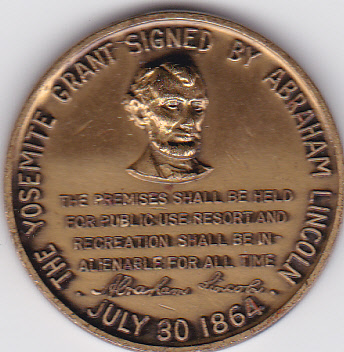 THE YOSEMITE GRANT SIGNED BY ABRAHAM LINCOLN
THE PREMISES SHALL BE HELD
FOR PUBLIC USE RESORT AND
RECREATION SHALL BE IN-
ALIENABLE FOR ALL TIME
Abraham Lincoln
· JULY 30 1864 ·